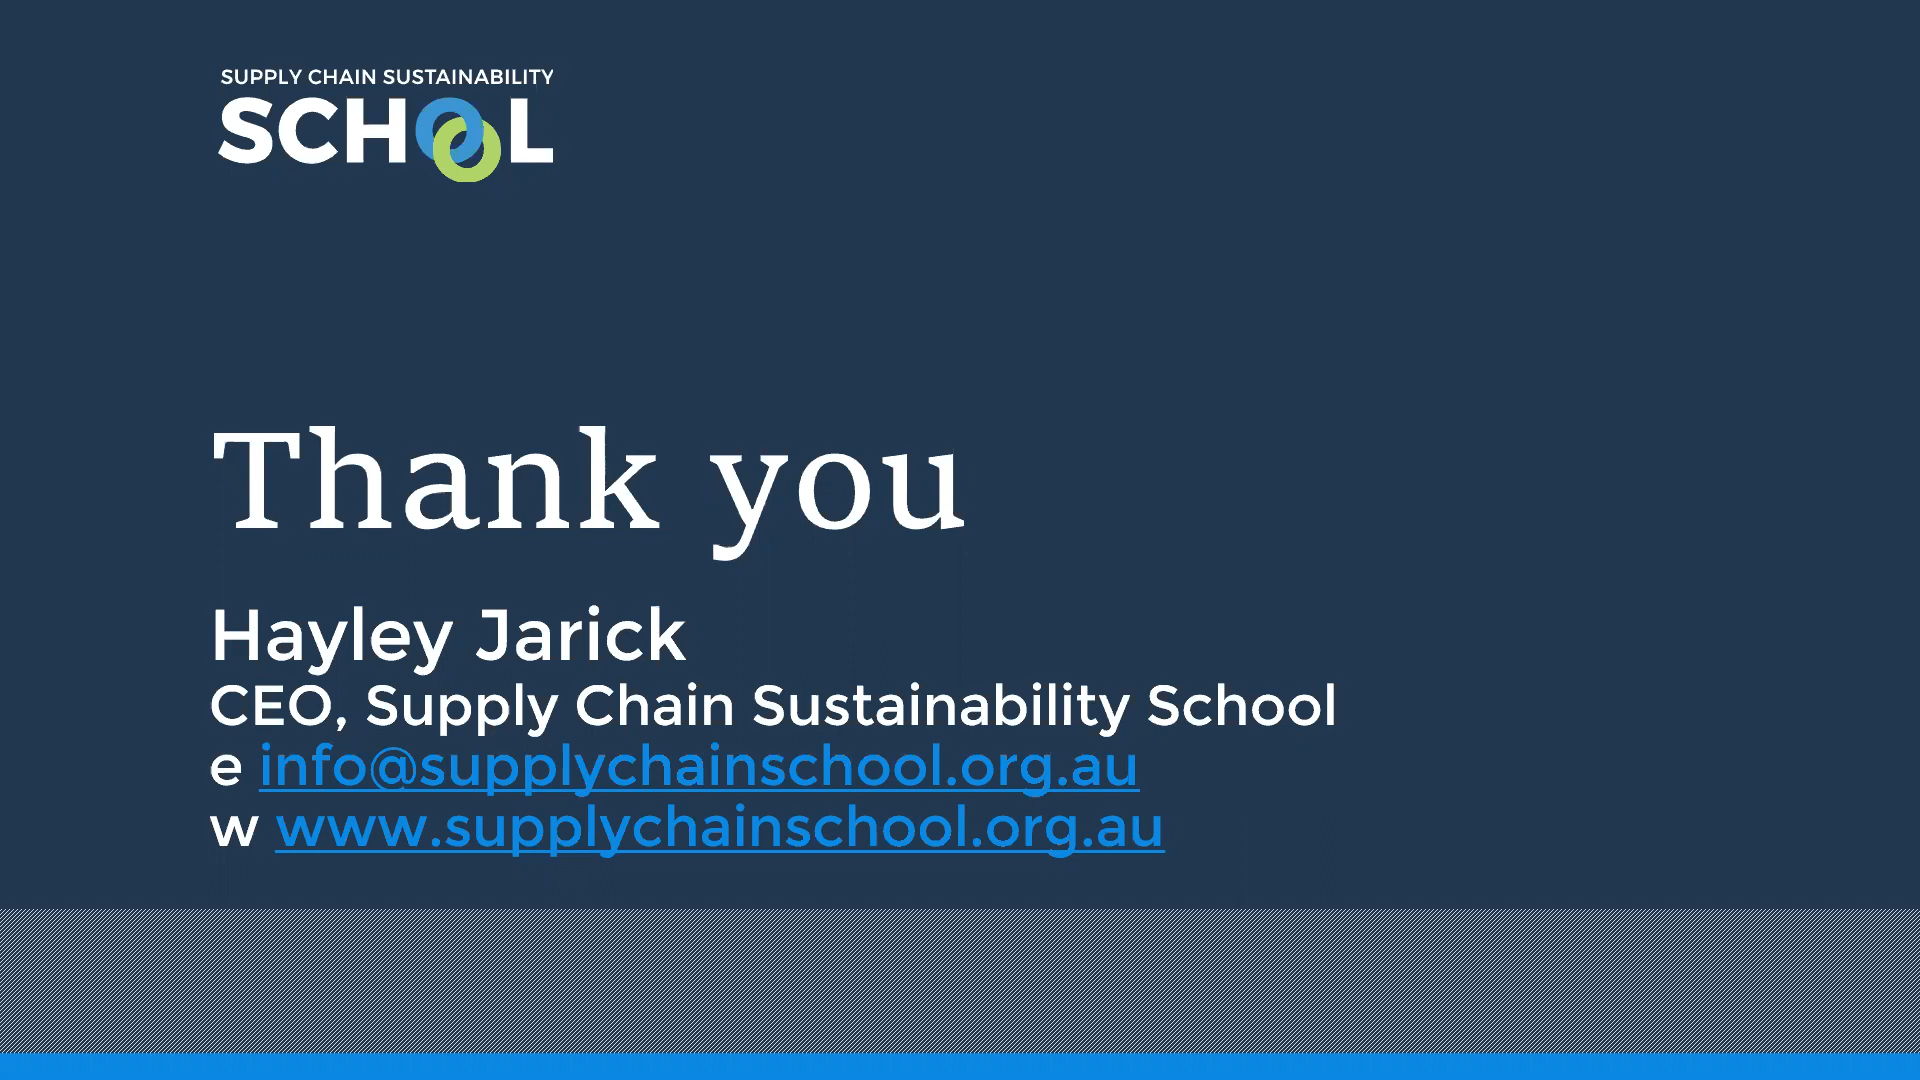 SUPPLY CHAIN SUSTAINABILITY
SCHOOL
Thank you
Hayley Jarick
CEO, Supply Chain Sustainability School
e info@supplychainschool.org.au
w www.supplychainschool.org.au